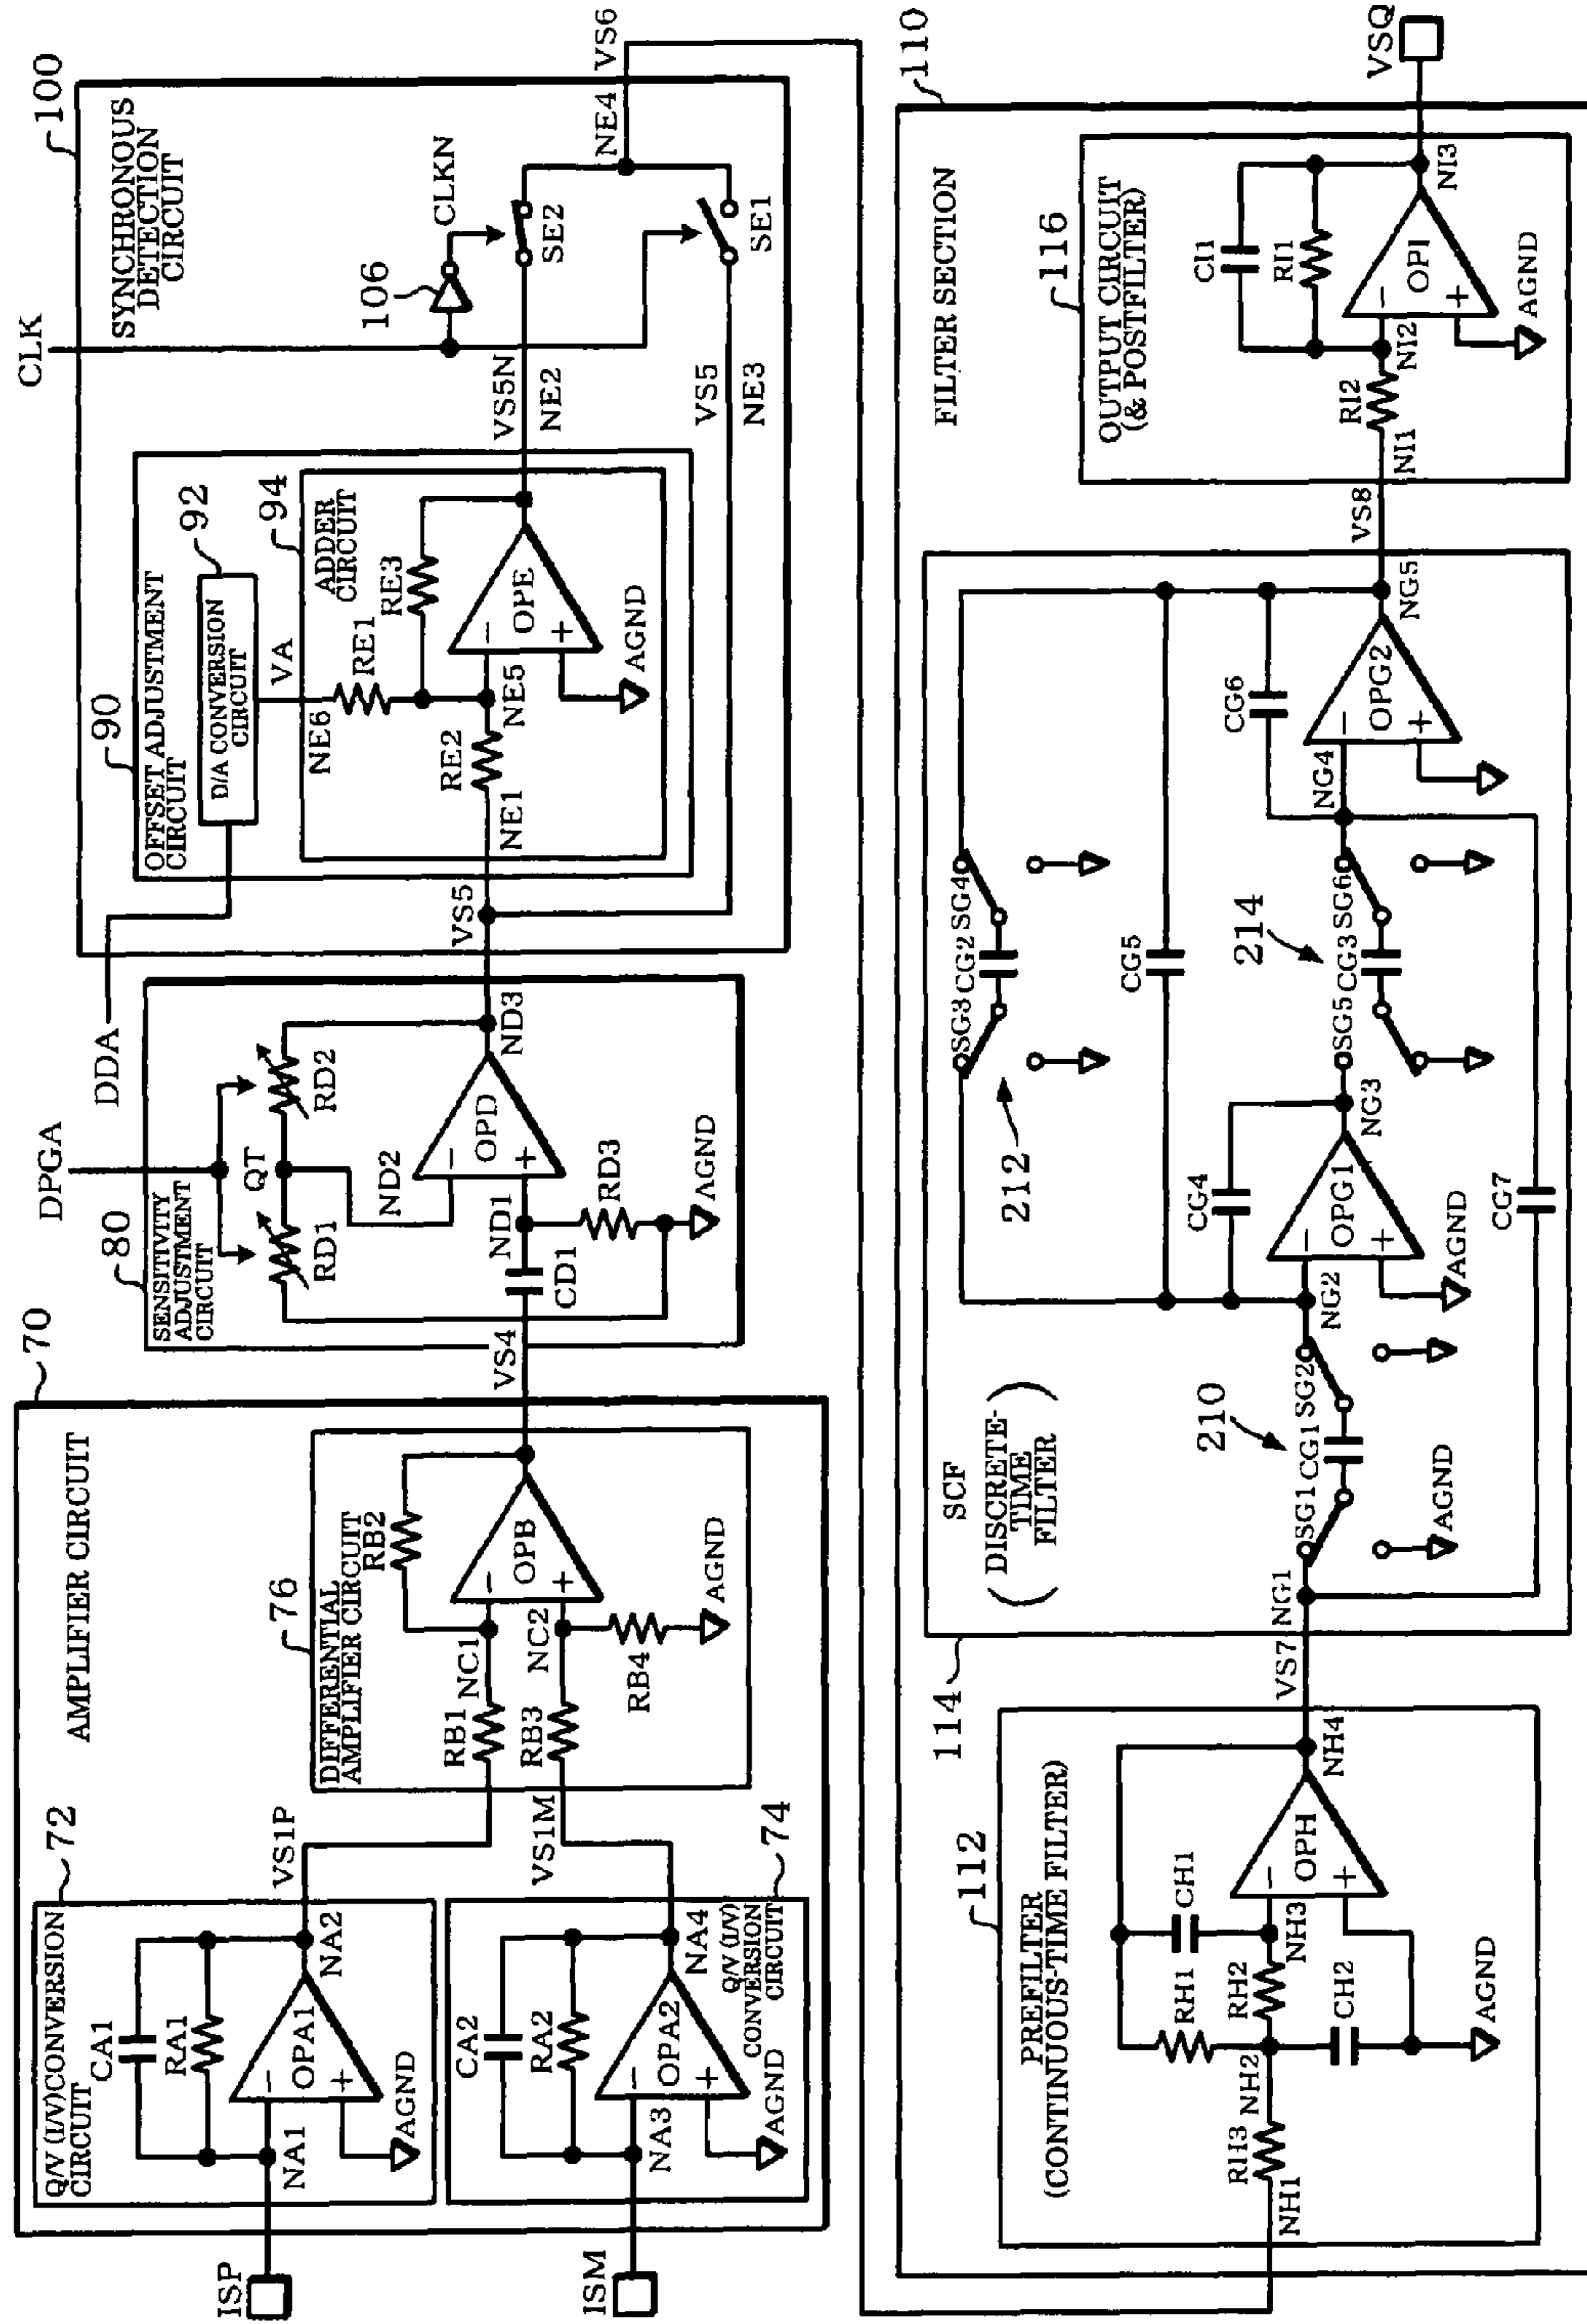 ISP
ISM
70
AMPLIFIER CIRCUIT
72
Q/V (I/V)CONVERSION
CIRCUIT
CA1
RA1
NA1
OPA1
NA2
AGND
VS1P
74
Q/V (I/V)
CONVERSION
CIRCUIT
CA2
RA2
NA3
OPA2
NA4
AGND
VS1M
76
DIFFERENTIAL
AMPLIFIER CIRCUIT
RB1
RB2
NC1
OPB
RB3
NC2
RB4
AGND
VS4
80
SENSITIVITY
ADJUSTMENT
CIRCUIT
DPGA
QT
RD1
RD2
ND2
OPD
CD1
ND1
RD3
AGND
ND3
DDA
VS5
100
SYNCHRONOUS
DETECTION
CIRCUIT
90
OFFSET ADJUSTMENT
CIRCUIT
92
D/A CONVERSION
CIRCUIT
VA
94
ADDER
CIRCUIT
NE6
RE1
RE3
NE1
RE2
NE5
OPE
AGND
VS5N
NE2
VS5
NE3
CLK
106
CLKN
SE2
SE1
NE4
VS6
110
FILTER SECTION
112
PREFILTER
(CONTINUOUS-TIME FILTER)
NH1
RH3
NH2
RH1
RH2
CH1
CH2
NH3
OPH
NH4
AGND
VS7
114
SCF
(DISCRETE-
TIME
FILTER)
NG1
SG1
CG1
SG2
210
AGND
NG2
CG4
OPG1
AGND
NG3
212
SG3
CG2
SG4
CG5
SG5
CG3
SG6
214
NG4
CG6
OPG2
NG5
CG7
VS8
116
OUTPUT CIRCUIT
(& POSTFILTER)
NI1
RI2
NI2
CI1
RI1
OPI
AGND
NI3
VSQ